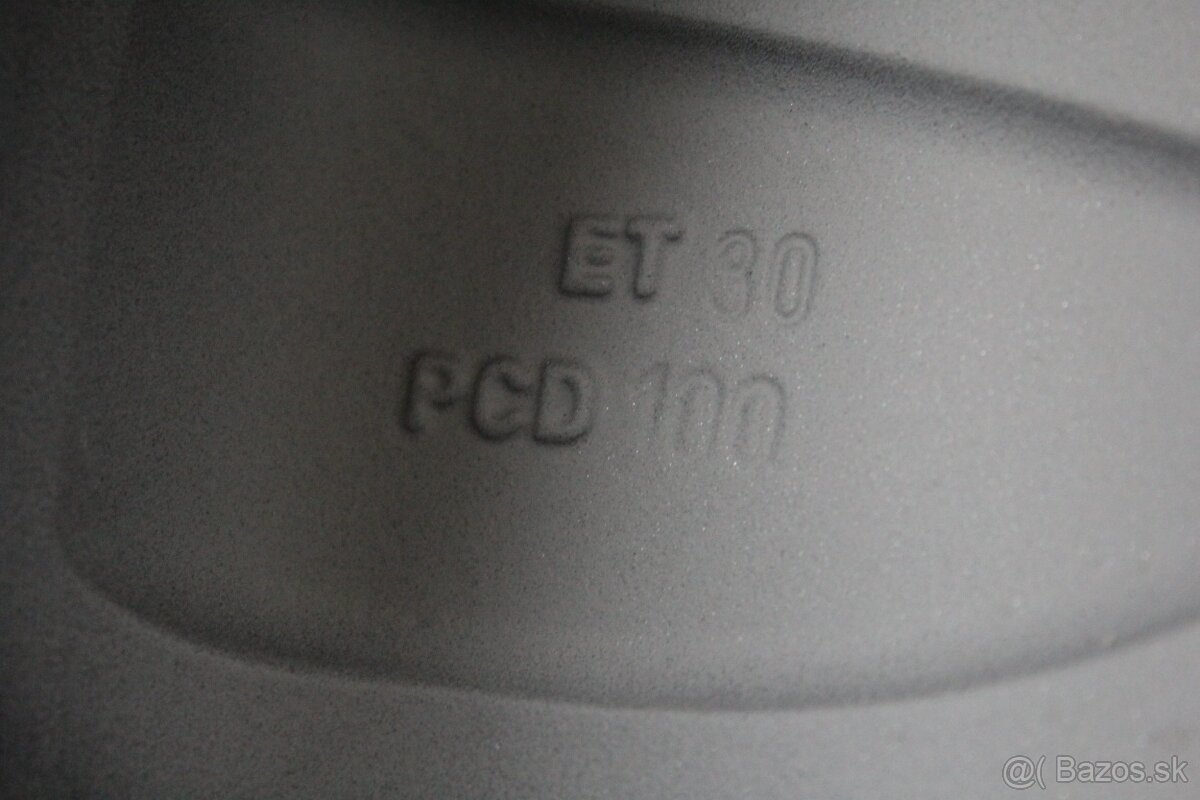 ET 30
PCD 100
@( Bazos.sk